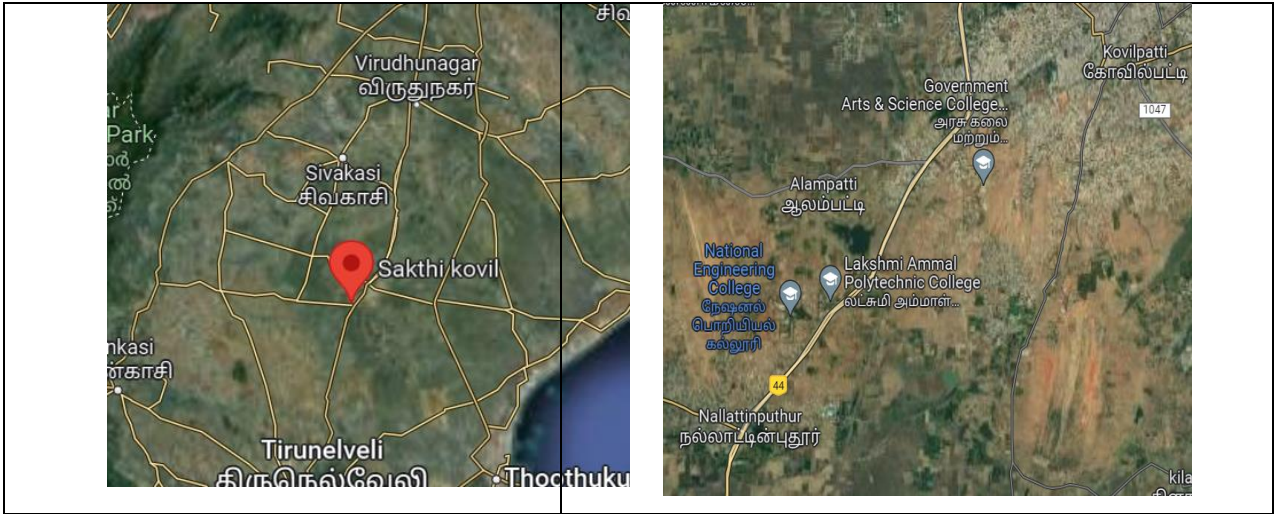 சிவ
Virudhunagar
விருதுநகர்
Park
Sivakasi
சிவகாசி
Sakthi kovil
nkasi
ன்காசி
Tirunelveli
திருநெல்வேலி
Thoothuku
Kovilpatti
கோவில்பட்டி
1047
Government
Arts & Science College...
அரசு கலை
மற்றும்...
Alampatti
ஆலம்பட்டி
National
Engineering
College
நேஷனல்
பொறியியல்
கல்லூரி
Lakshmi Ammal
Polytechnic College
லட்சுமி அம்மாள்...
44
Nallattinputhur
நல்லாட்டின்புதூர்
kila